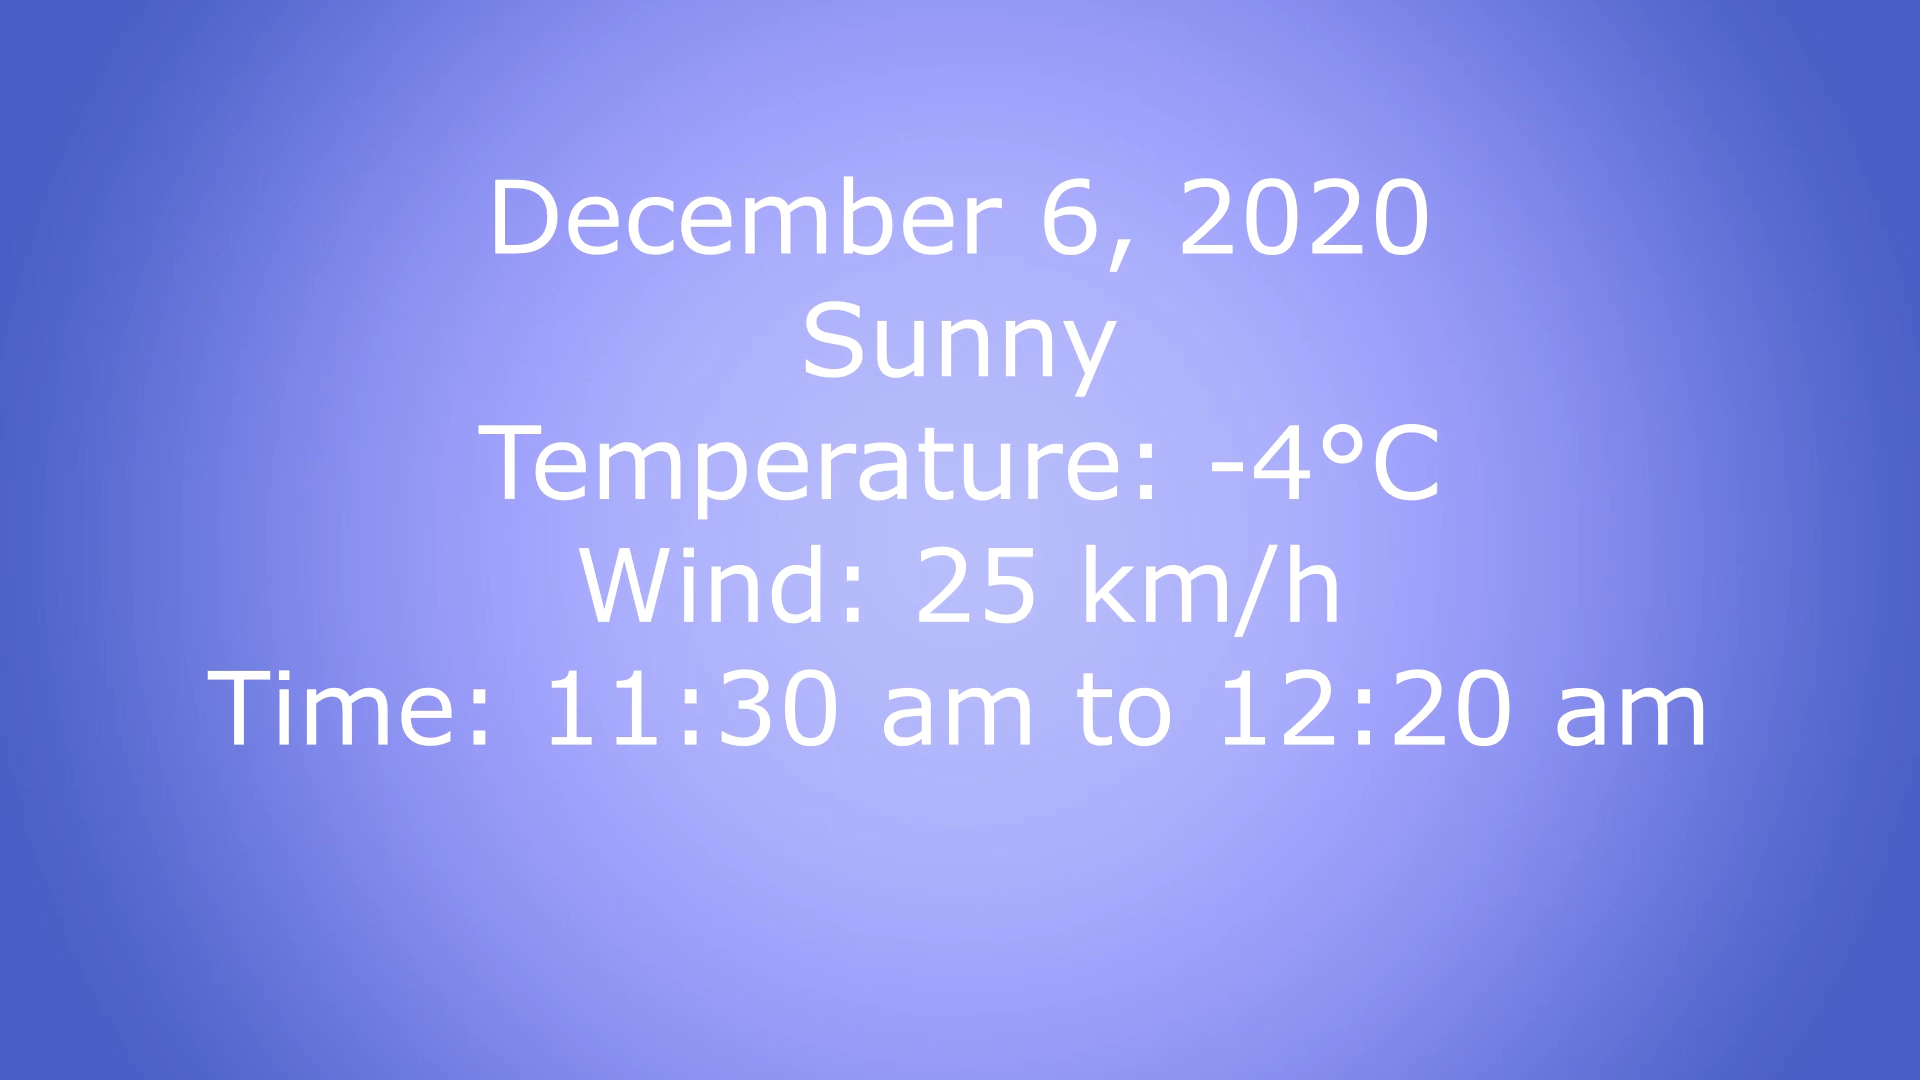 December 6, 2020
Sunny
Temperature: -4°C
Wind: 25 km/h
Time: 11:30 am to 12:20 am